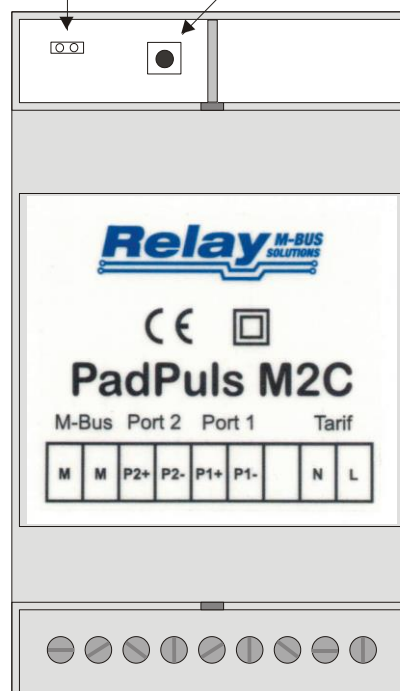 Relay M-BUS SOLUTIONS
CE
PadPuls M2C
M-Bus Port 2 Port 1 Tarif
M M P2+ P2- P1+ P1- N L